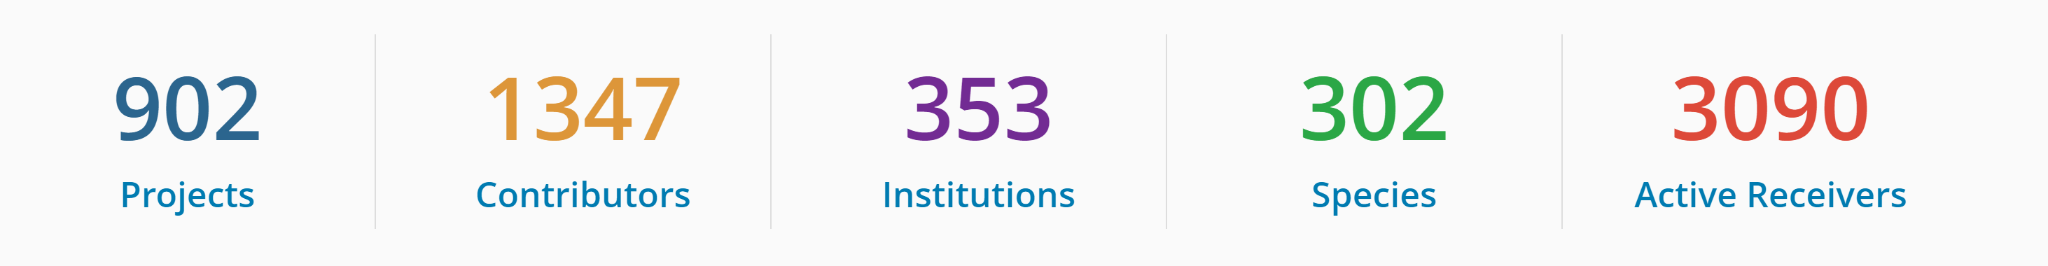 902
Projects
1347
Contributors
353
Institutions
302
Species
3090
Active Receivers